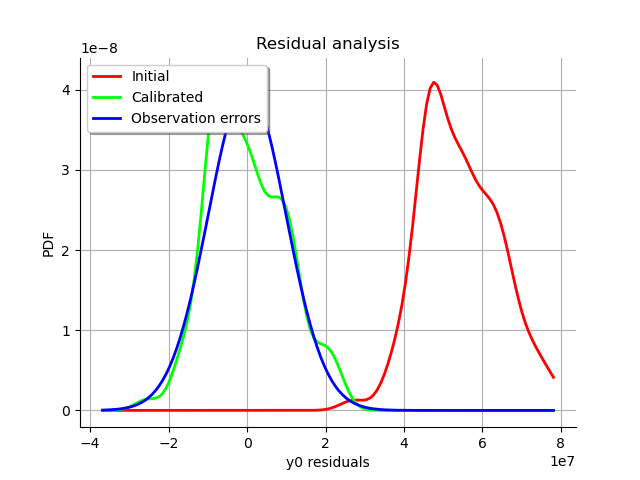 Residual analysis
1e−8
Initial
Calibrated
Observation errors
4
3
2
1
0
PDF
−4 −2 0 2 4 6 8
1e7
y0 residuals